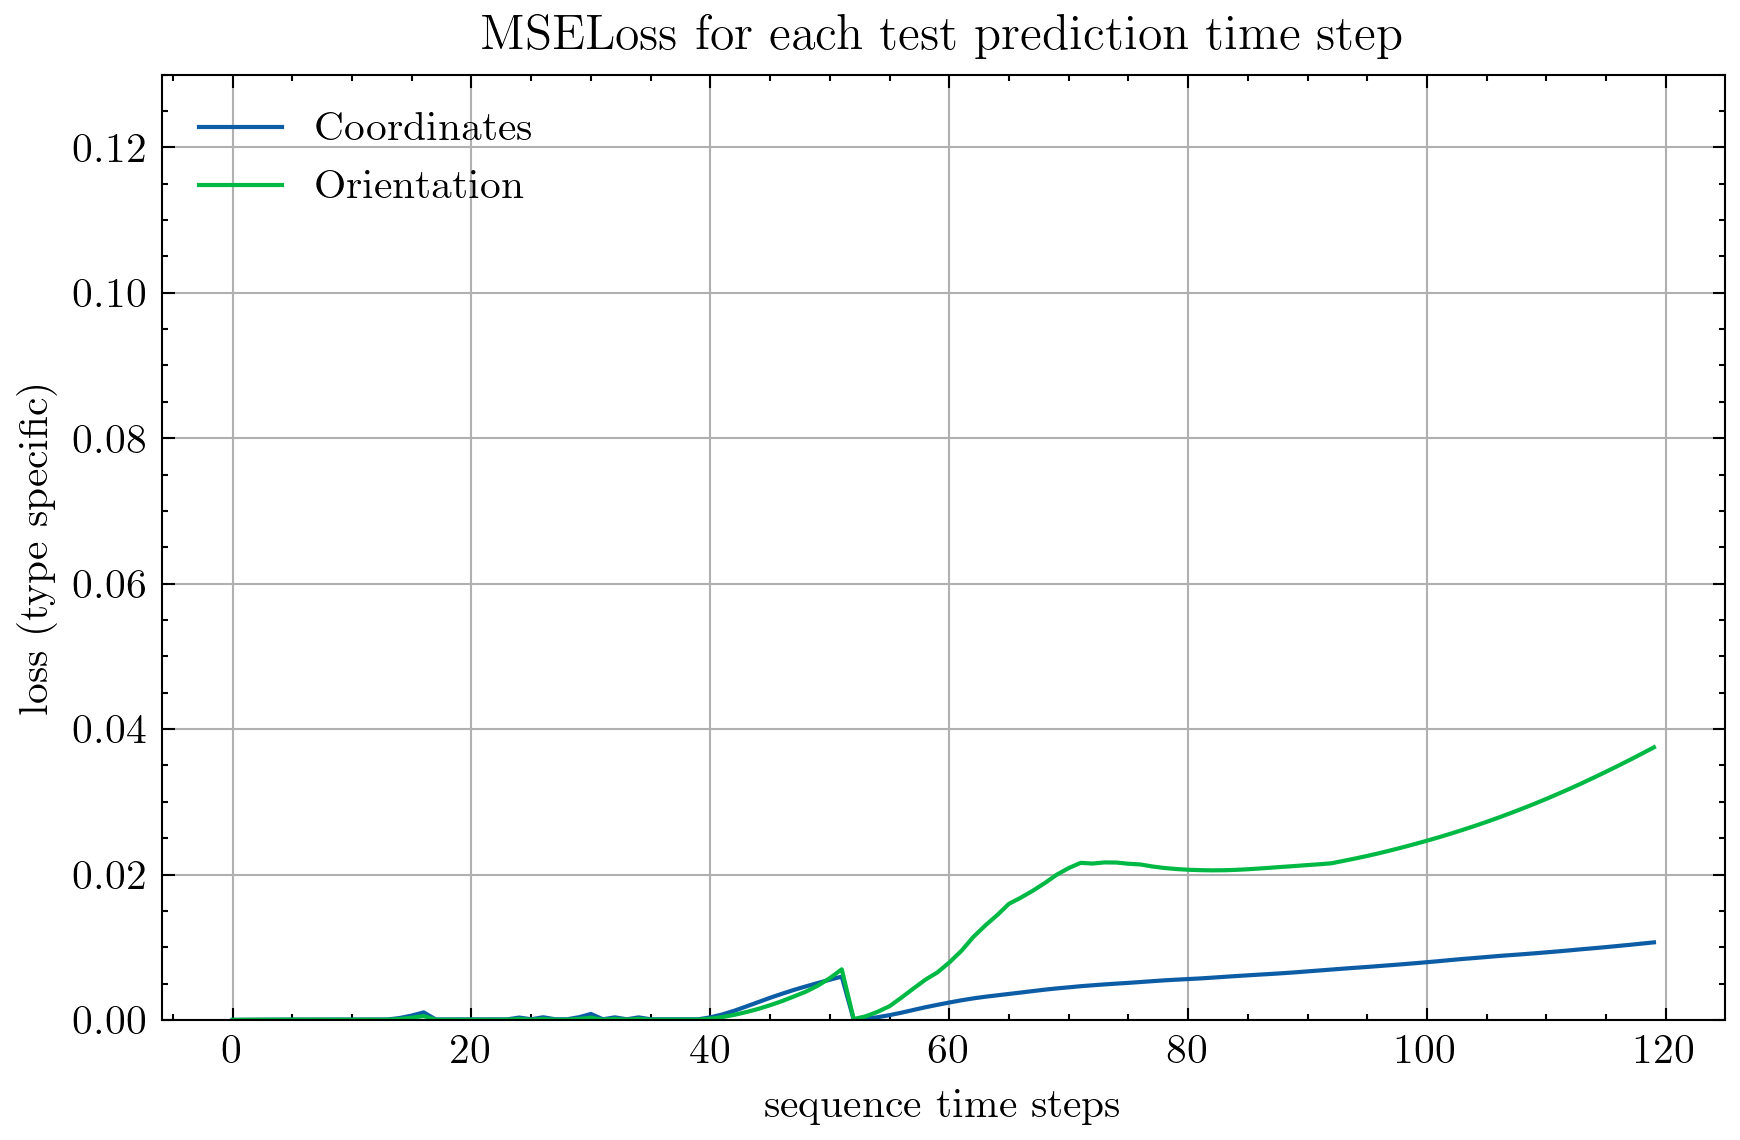 MSELoss for each test prediction time step
Coordinates
Orientation
0.12
0.10
0.08
0.06
0.04
0.02
0.00
loss (type specific)
0 20 40 60 80 100 120
sequence time steps